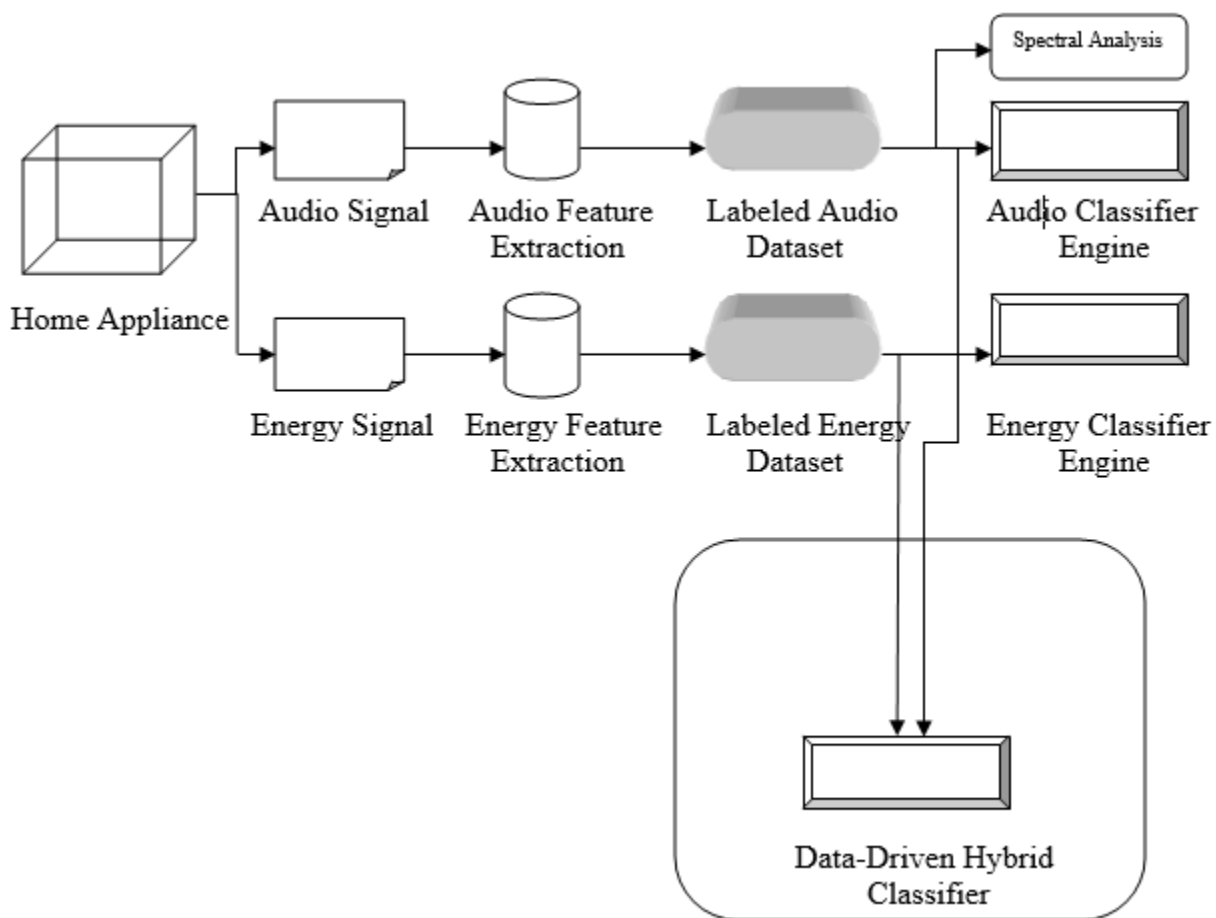 Spectral Analysis
Audio Signal
Audio Feature
Extraction
Labeled Audio
Dataset
Audio Classifier
Engine
Home Appliance
Energy Signal
Energy Feature
Extraction
Labeled Energy
Dataset
Energy Classifier
Engine
Data-Driven Hybrid
Classifier